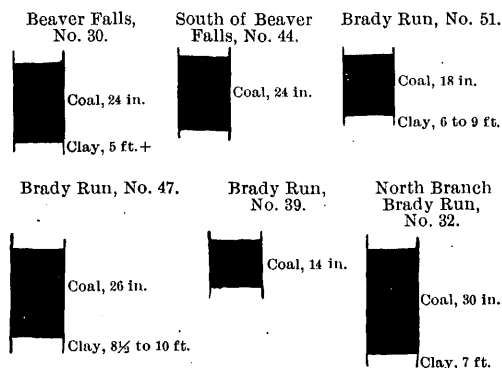 Beaver Falls,
No. 30.
Coal, 24 in.
Clay, 5 ft. +
South of Beaver
Falls, No. 44.
Coal, 24 in.
Brady Run, No. 51.
Coal, 18 in.
Clay, 6 to 9 ft.
Brady Run, No. 47.
Coal, 26 in.
Clay, 8½ to 10 ft.
Brady Run,
No. 39.
Coal, 14 in.
North Branch
Brady Run,
No. 32.
Coal, 30 in.
Clay, 7 ft.